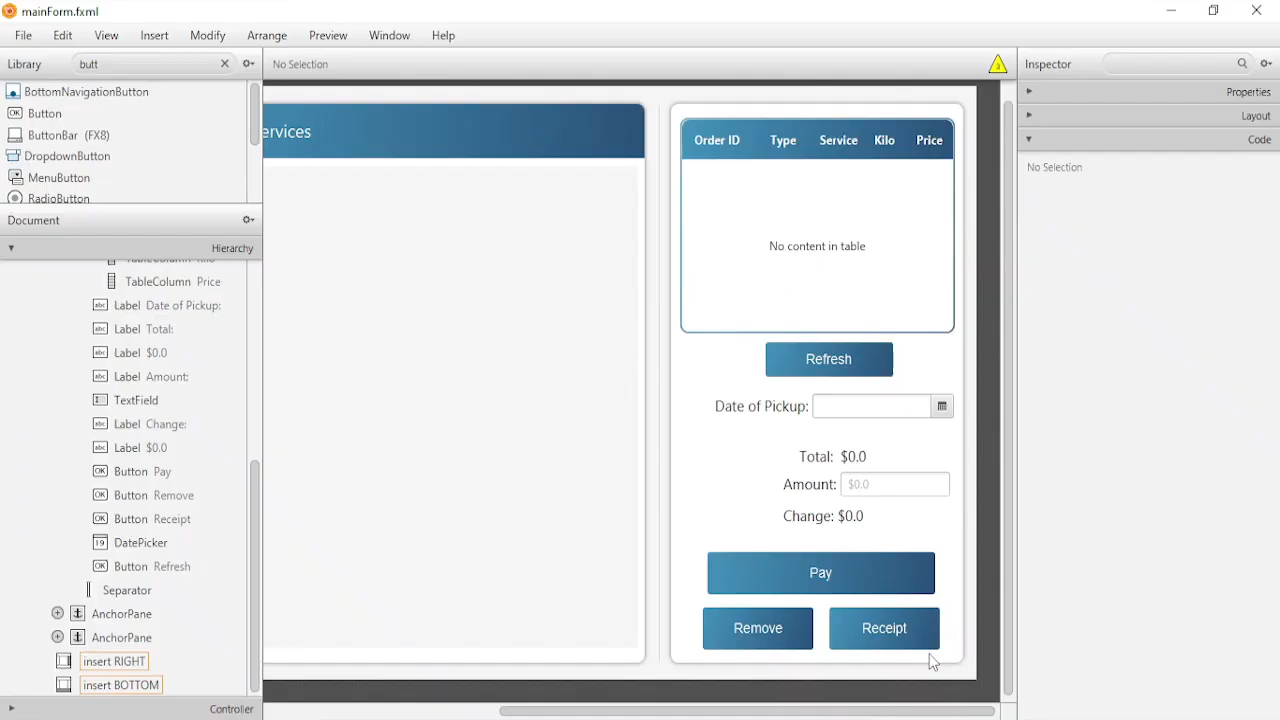 mainForm.fxml
File Edit View Insert Modify Arrange Preview Window Help
Library butt
BottomNavigationButton
Button
ButtonBar (FX8)
DropdownButton
MenuButton
RadioButton
Document
Hierarchy
TableColumn Kilo
TableColumn Price
Label Date of Pickup:
Label Total:
Label $0.0
Label Amount:
TextField
Label Change:
Label $0.0
Button Pay
Button Remove
Button Receipt
19 DatePicker
Button Refresh
Separator
AnchorPane
AnchorPane
insert RIGHT
insert BOTTOM
Controller
No Selection
3
ervices
Order ID Type Service Kilo Price
No content in table
Refresh
Date of Pickup:
Total: $0.0
Amount: $0.0
Change: $0.0
Pay
Remove Receipt
Inspector
Properties
Layout
Code
No Selection